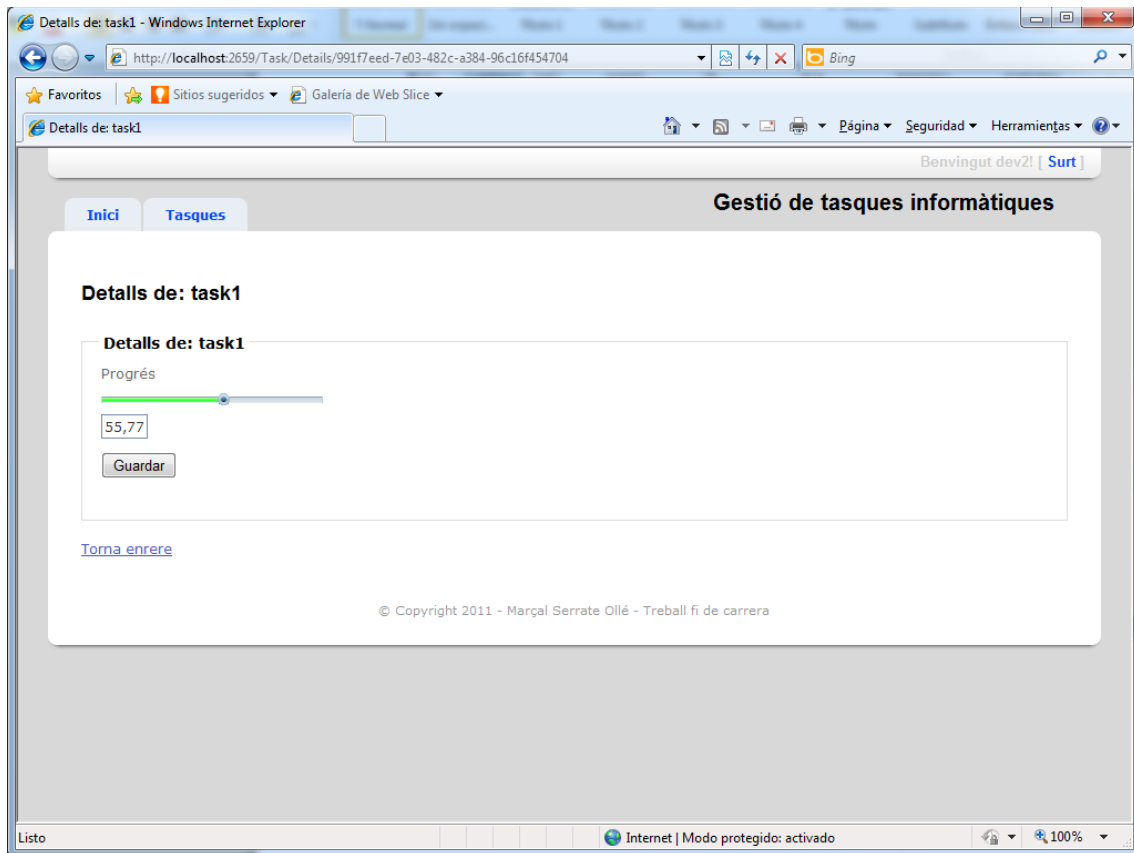 Detalls de: task1 - Windows Internet Explorer
http://localhost:2659/Task/Details/991f7eed-7e03-482c-a384-96c16f454704
Bing
Favoritos
Sitios sugeridos
Galería de Web Slice
Detalls de: task1
Página
Seguridad
Herramientas
Benvingut dev2! [ Surt ]
Gestió de tasques informàtiques
Inici
Tasques
Detalls de: task1
Detalls de: task1
Progrés
55,77
Guardar
Torna enrere
© Copyright 2011 - Marçal Serrate Ollé - Treball fi de carrera
Listo
Internet | Modo protegido: activado
100%